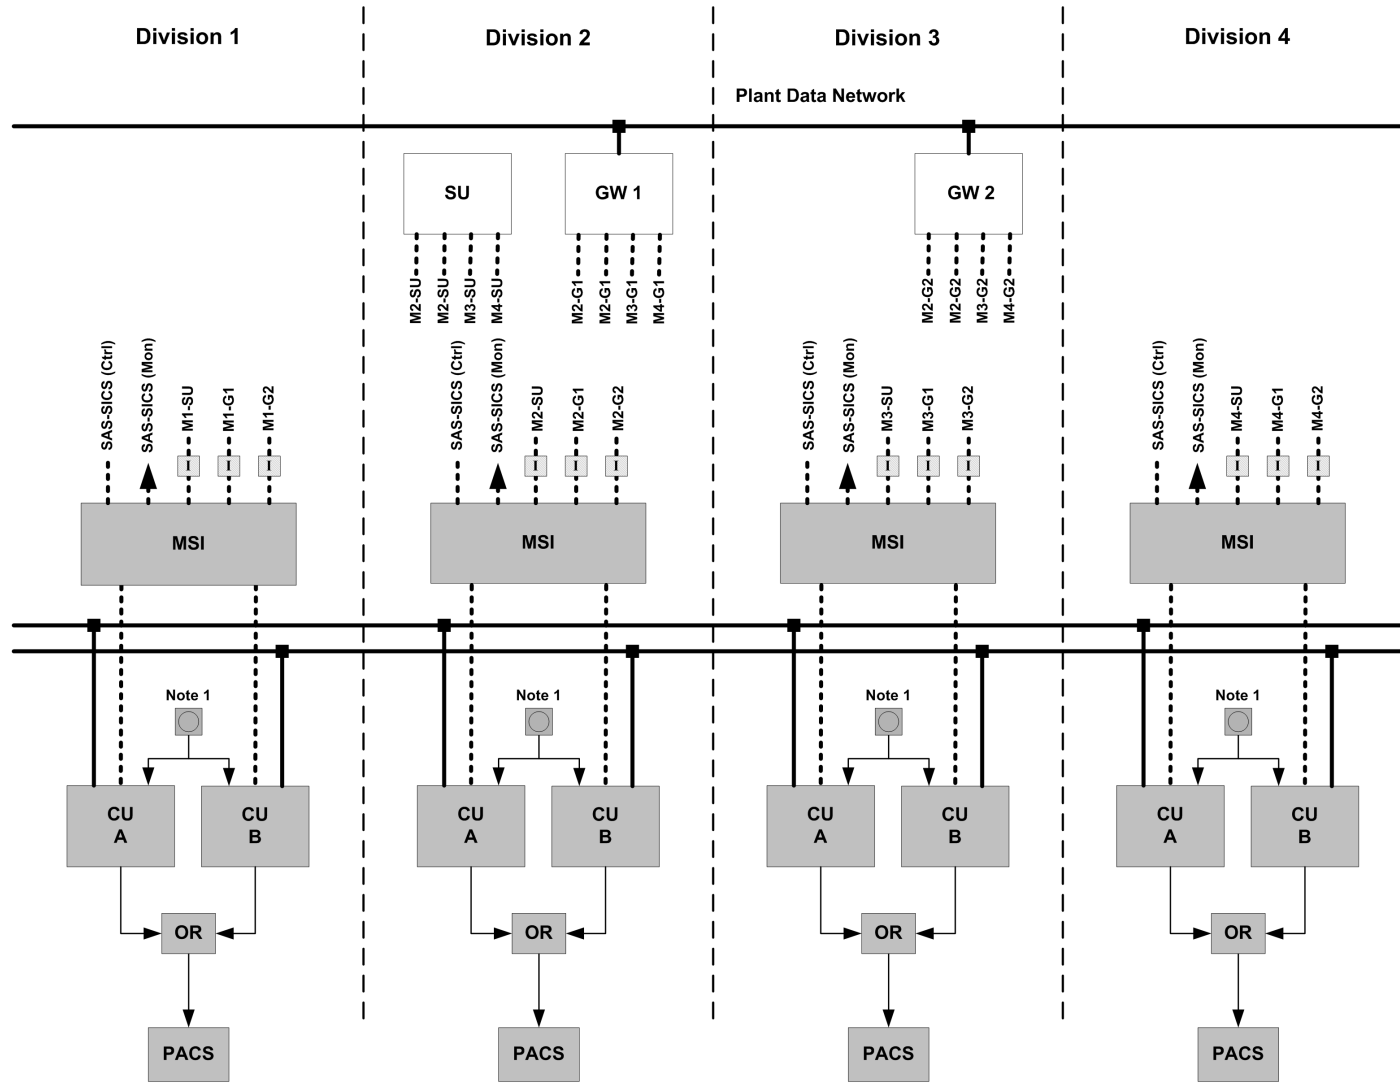 Division 1
Division 2
Division 3
Division 4
Plant Data Network
SU
GW 1
GW 2
M2-SU
M2-SU
M3-SU
M4-SU
M2-G1
M2-G1
M3-G1
M4-G1
M2-G2
M2-G2
M3-G2
M4-G2
SAS-SICS (Ctrl)
SAS-SICS (Mon)
M1-SU
M1-G1
M1-G2
SAS-SICS (Ctrl)
SAS-SICS (Mon)
M2-SU
M2-G1
M2-G2
SAS-SICS (Ctrl)
SAS-SICS (Mon)
M3-SU
M3-G1
M3-G2
SAS-SICS (Ctrl)
SAS-SICS (Mon)
M4-SU
M4-G1
M4-G2
I
I
I
I
I
I
I
I
I
I
I
I
MSI
MSI
MSI
MSI
Note 1
Note 1
Note 1
Note 1
CU
A
CU
B
CU
A
CU
B
CU
A
CU
B
CU
A
CU
B
OR
OR
OR
OR
PACS
PACS
PACS
PACS